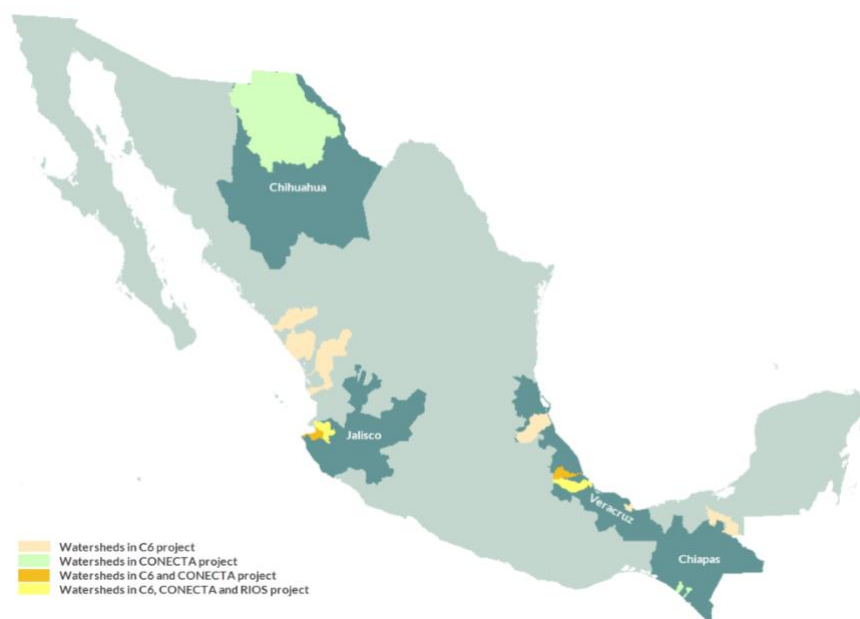 Chihuahua
Jalisco
Veracruz
Chiapas
Watersheds in C6 project
Watersheds in CONECTA project
Watersheds in C6 and CONECTA project
Watersheds in C6, CONECTA and RIOS project